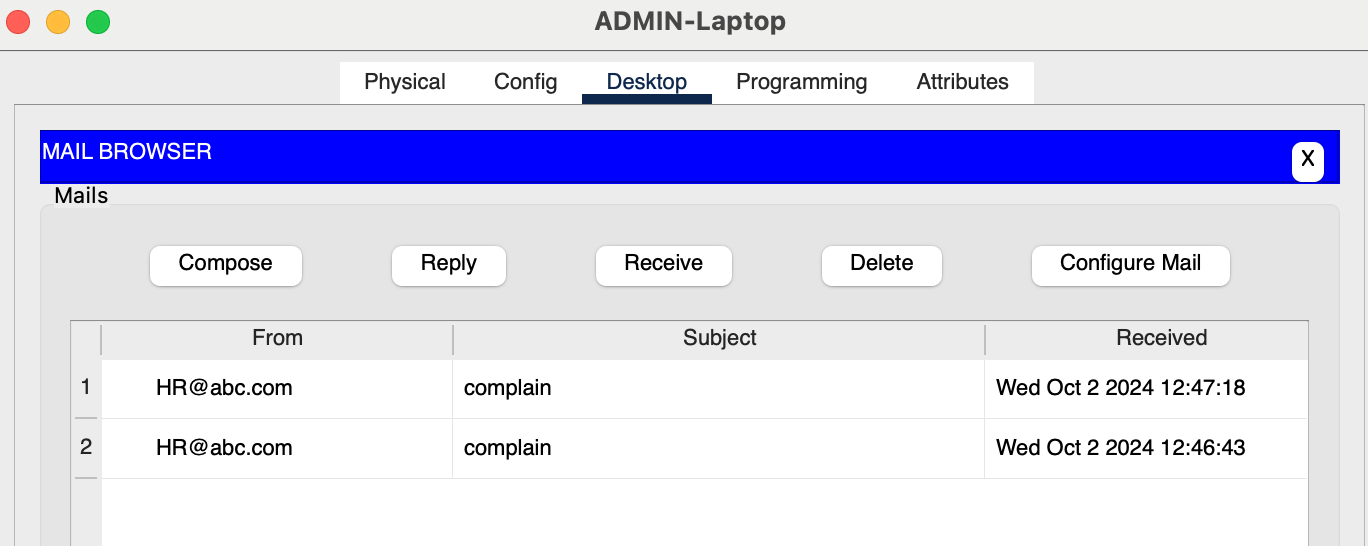 ADMIN-Laptop
Physical Config Desktop Programming Attributes
MAIL BROWSER X
Mails
Compose Reply Receive Delete Configure Mail
From Subject Received
1 HR@abc.com complain Wed Oct 2 2024 12:47:18
2 HR@abc.com complain Wed Oct 2 2024 12:46:43